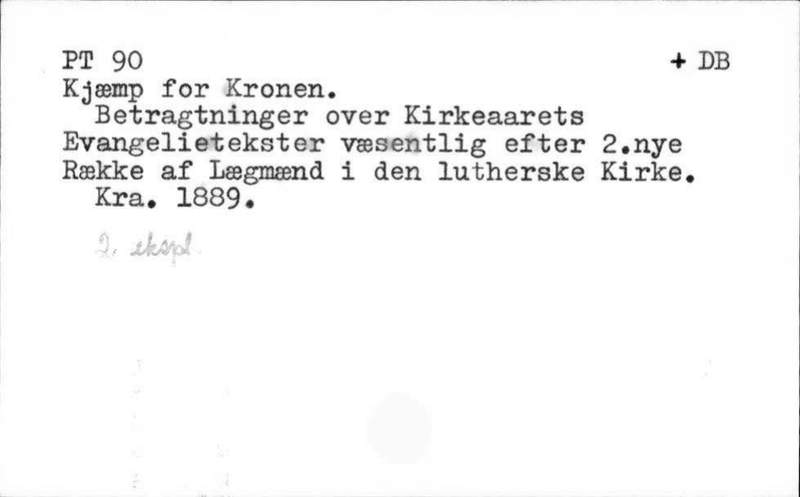 PT 90 + DB
Kjæmp for Kronen.
Betragtninger over Kirkeaarets
Evangelietekster væsentlig efter 2.nye
Række af Lægmænd i den lutherske Kirke.
Kra. 1889.
2. ekspl.